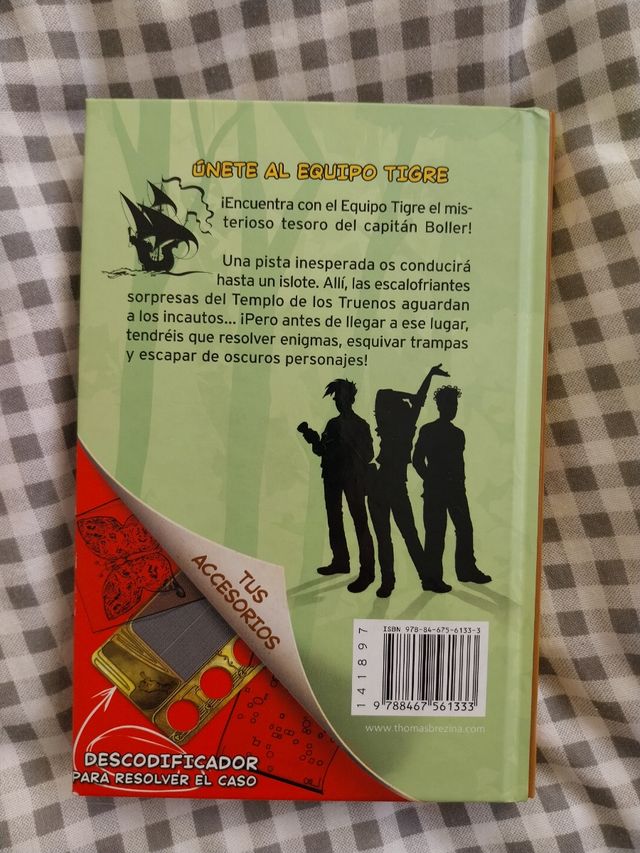 ÚNETE AL EQUIPO TIGRE
¡Encuentra con el Equipo Tigre el mis-
terioso tesoro del capitán Boller!
Una pista inesperada os conducirá
hasta un islote. Allí, las escalofriantes
sorpresas del Templo de los Truenos aguardan
a los incautos... ¡Pero antes de llegar a ese lugar,
tendréis que resolver enigmas, esquivar trampas
y escapar de oscuros personajes!
TUS
ACCESORIOS
DESCODIFICADOR
PARA RESOLVER EL CASO
ISBN 978-84-675-6133-3
141897
9 788467 561333
www.thomasbrezina.com